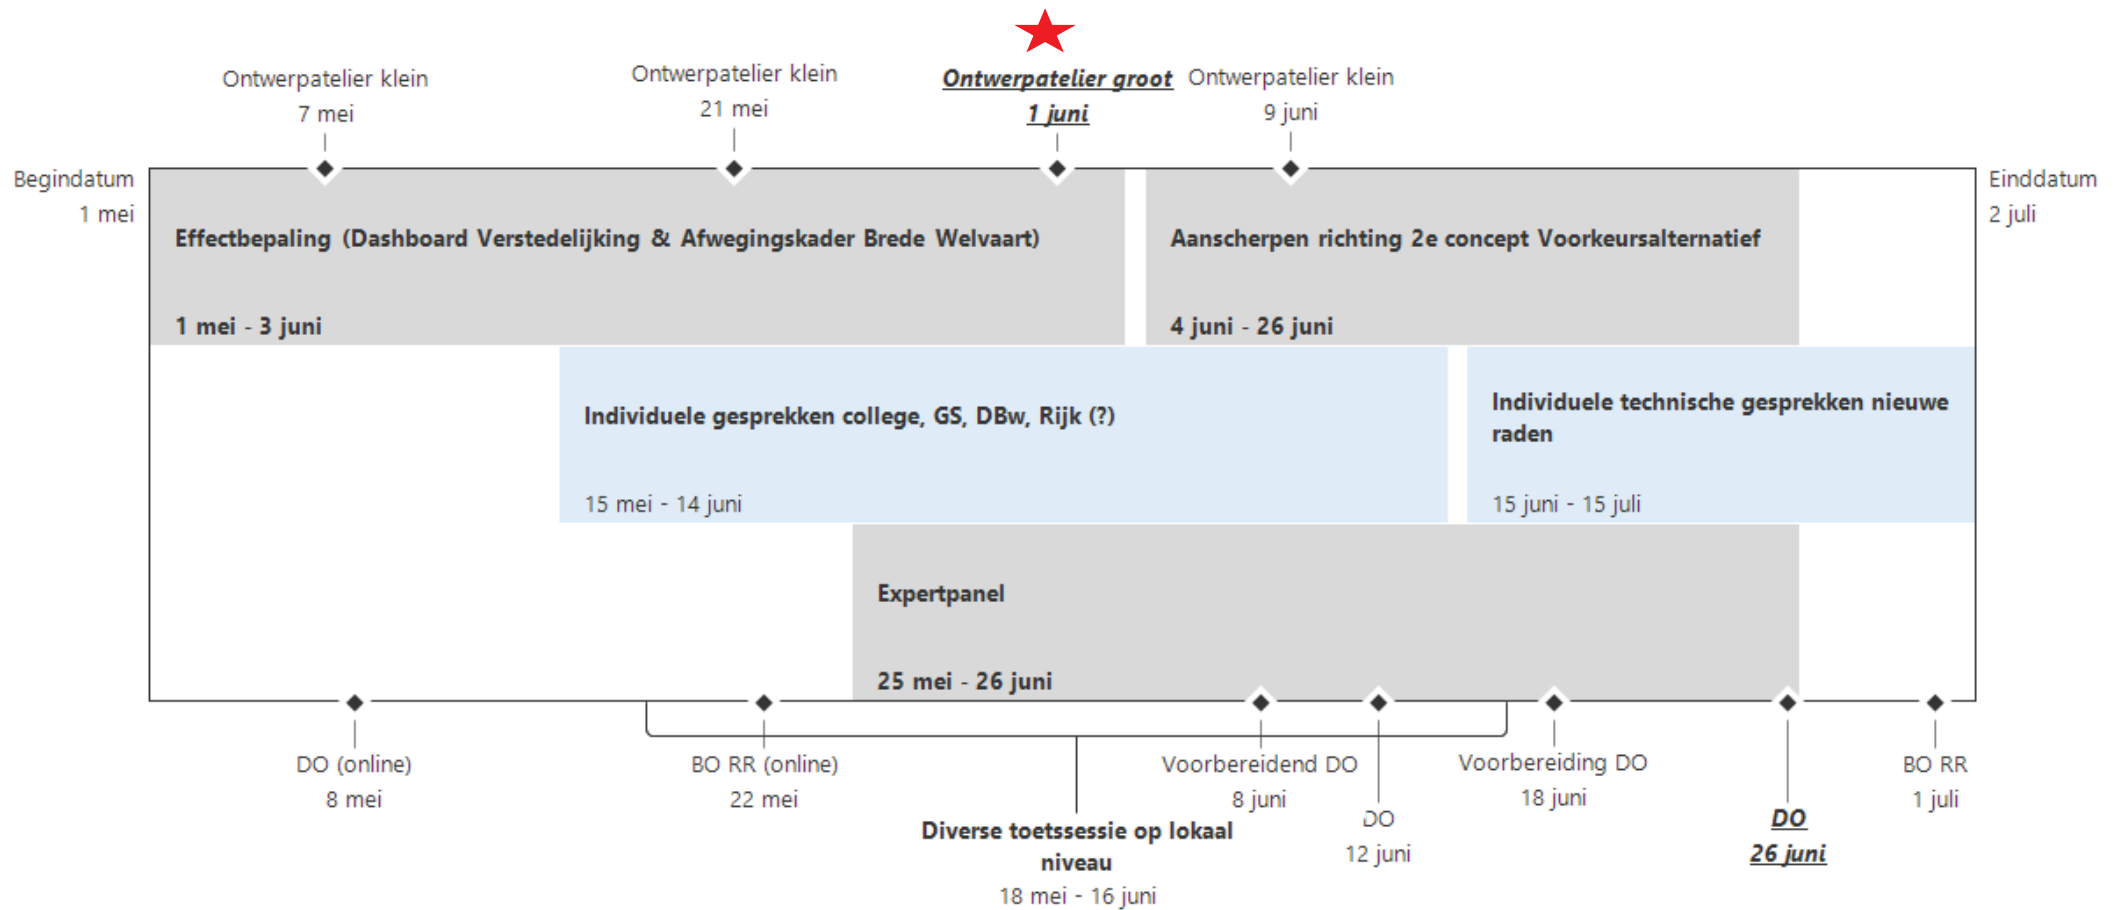 Ontwerpatelier klein
7 mei
Ontwerpatelier klein
21 mei
Ontwerpatelier groot
1 juni
Ontwerpatelier klein
9 juni
Begindatum
1 mei
Einddatum
2 juli
Effectbepaling (Dashboard Verstedelijking & Afwegingskader Brede Welvaart)
1 mei - 3 juni
Aanscherpen richting 2e concept Voorkeursalternatief
4 juni - 26 juni
Individuele gesprekken college, GS, DBw, Rijk (?)
15 mei - 14 juni
Individuele technische gesprekken nieuwe
raden
15 juni - 15 juli
Expertpanel
25 mei - 26 juni
DO (online)
8 mei
BO RR (online)
22 mei
Diverse toetssessie op lokaal
niveau
18 mei - 16 juni
Voorbereidend DO
8 juni
DO
12 juni
Voorbereiding DO
18 juni
DO
26 juni
BO RR
1 juli